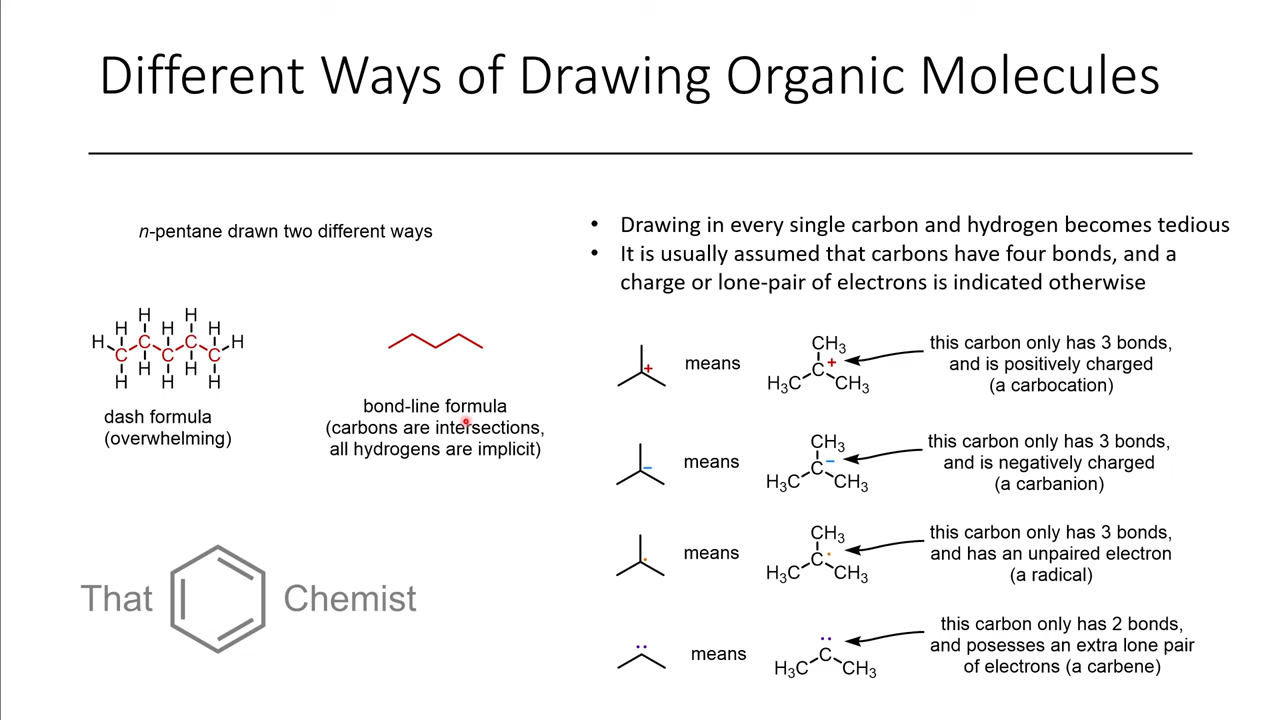 Different Ways of Drawing Organic Molecules
n-pentane drawn two different ways
H H
H H H
H H
C C C C C
H H
H H H
dash formula
(overwhelming)
bond-line formula
(carbons are intersections,
all hydrogens are implicit)
That Chemist
• Drawing in every single carbon and hydrogen becomes tedious
• It is usually assumed that carbons have four bonds, and a
charge or lone-pair of electrons is indicated otherwise
+ means
CH3
C +
H3C CH3
this carbon only has 3 bonds,
and is positively charged
(a carbocation)
− means
CH3
C −
H3C CH3
this carbon only has 3 bonds,
and is negatively charged
(a carbanion)
· means
CH3
C ·
H3C CH3
this carbon only has 3 bonds,
and has an unpaired electron
(a radical)
·· means
··
C
H3C CH3
this carbon only has 2 bonds,
and posesses an extra lone pair
of electrons (a carbene)